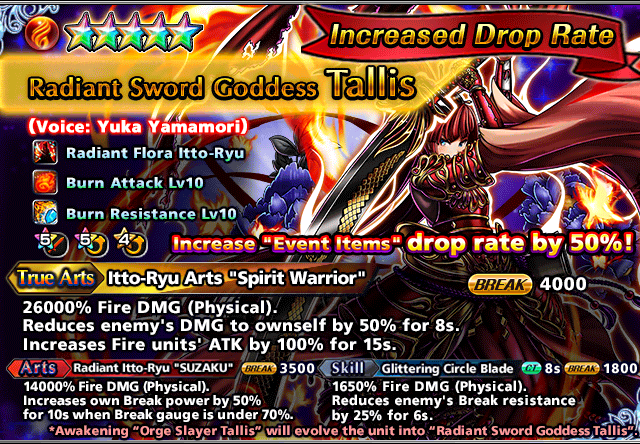 Increased Drop Rate
Radiant Sword Goddess Tallis
(Voice: Yuka Yamamori)
Radiant Flora Itto-Ryu
Burn Attack Lv10
Burn Resistance Lv10
5 5 4
Increase "Event Items" drop rate by 50%!
True Arts Itto-Ryu Arts "Spirit Warrior" BREAK 4000
26000% Fire DMG (Physical).
Reduces enemy's DMG to ownself by 50% for 8s.
Increases Fire units' ATK by 100% for 15s.
Arts Radiant Itto-Ryu "SUZAKU" BREAK 3500
14000% Fire DMG (Physical).
Increases own Break power by 50%
for 10s when Break gauge is under 70%.
Skill Glittering Circle Blade CT 8s BREAK 1800
1650% Fire DMG (Physical).
Reduces enemy's Break resistance
by 25% for 6s.
*Awakening "Orge Slayer Tallis" will evolve the unit into "Radiant Sword Goddess Tallis".